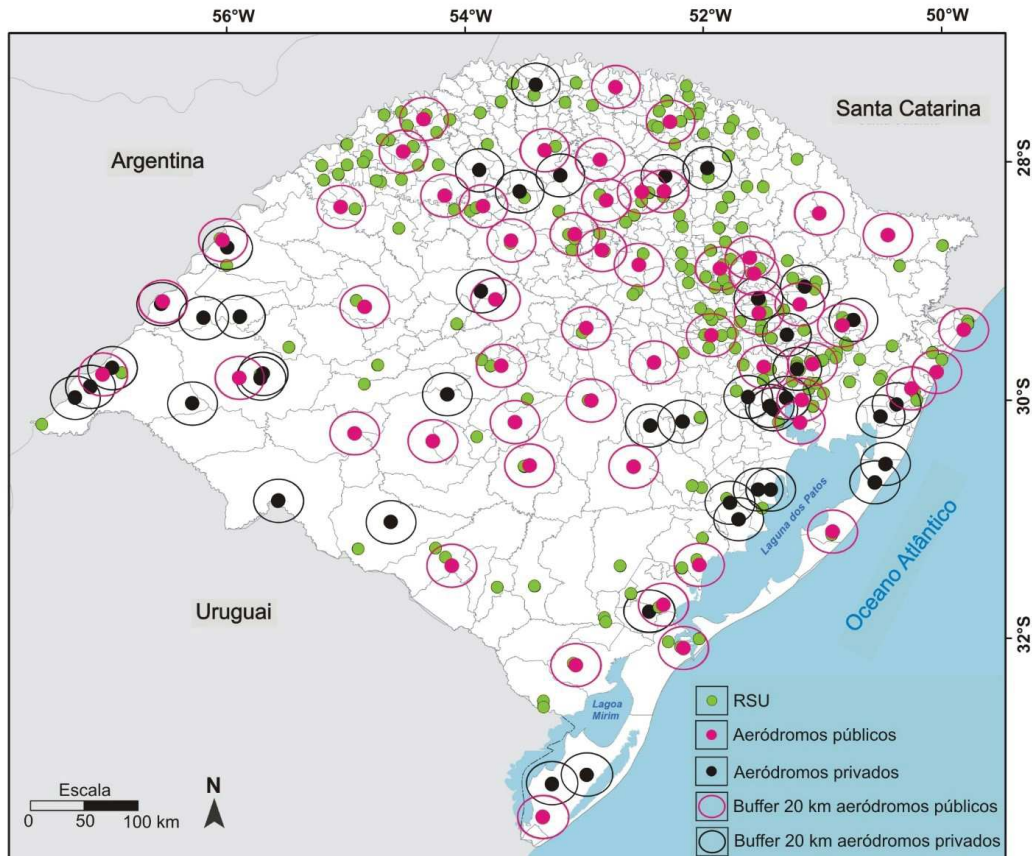 56°W 54°W 52°W 50°W
Santa Catarina
Argentina
28°S
30°S
Laguna dos Patos
Oceano Atlântico
Uruguai
32°S
Lagoa
Mirim
RSU
Aeródromos públicos
Aeródromos privados
Buffer 20 km aeródromos públicos
Buffer 20 km aeródromos privados
Escala
N
0 50 100 km